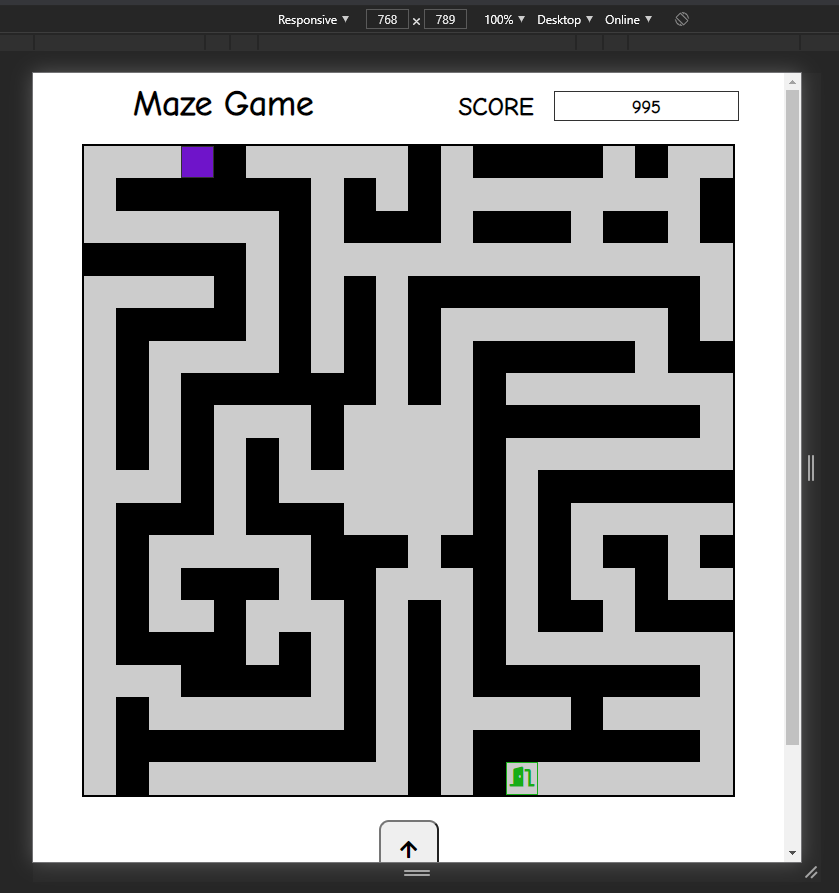 Responsive ▼ 768 × 789 100% ▼ Desktop ▼ Online ▼
Maze Game SCORE 995